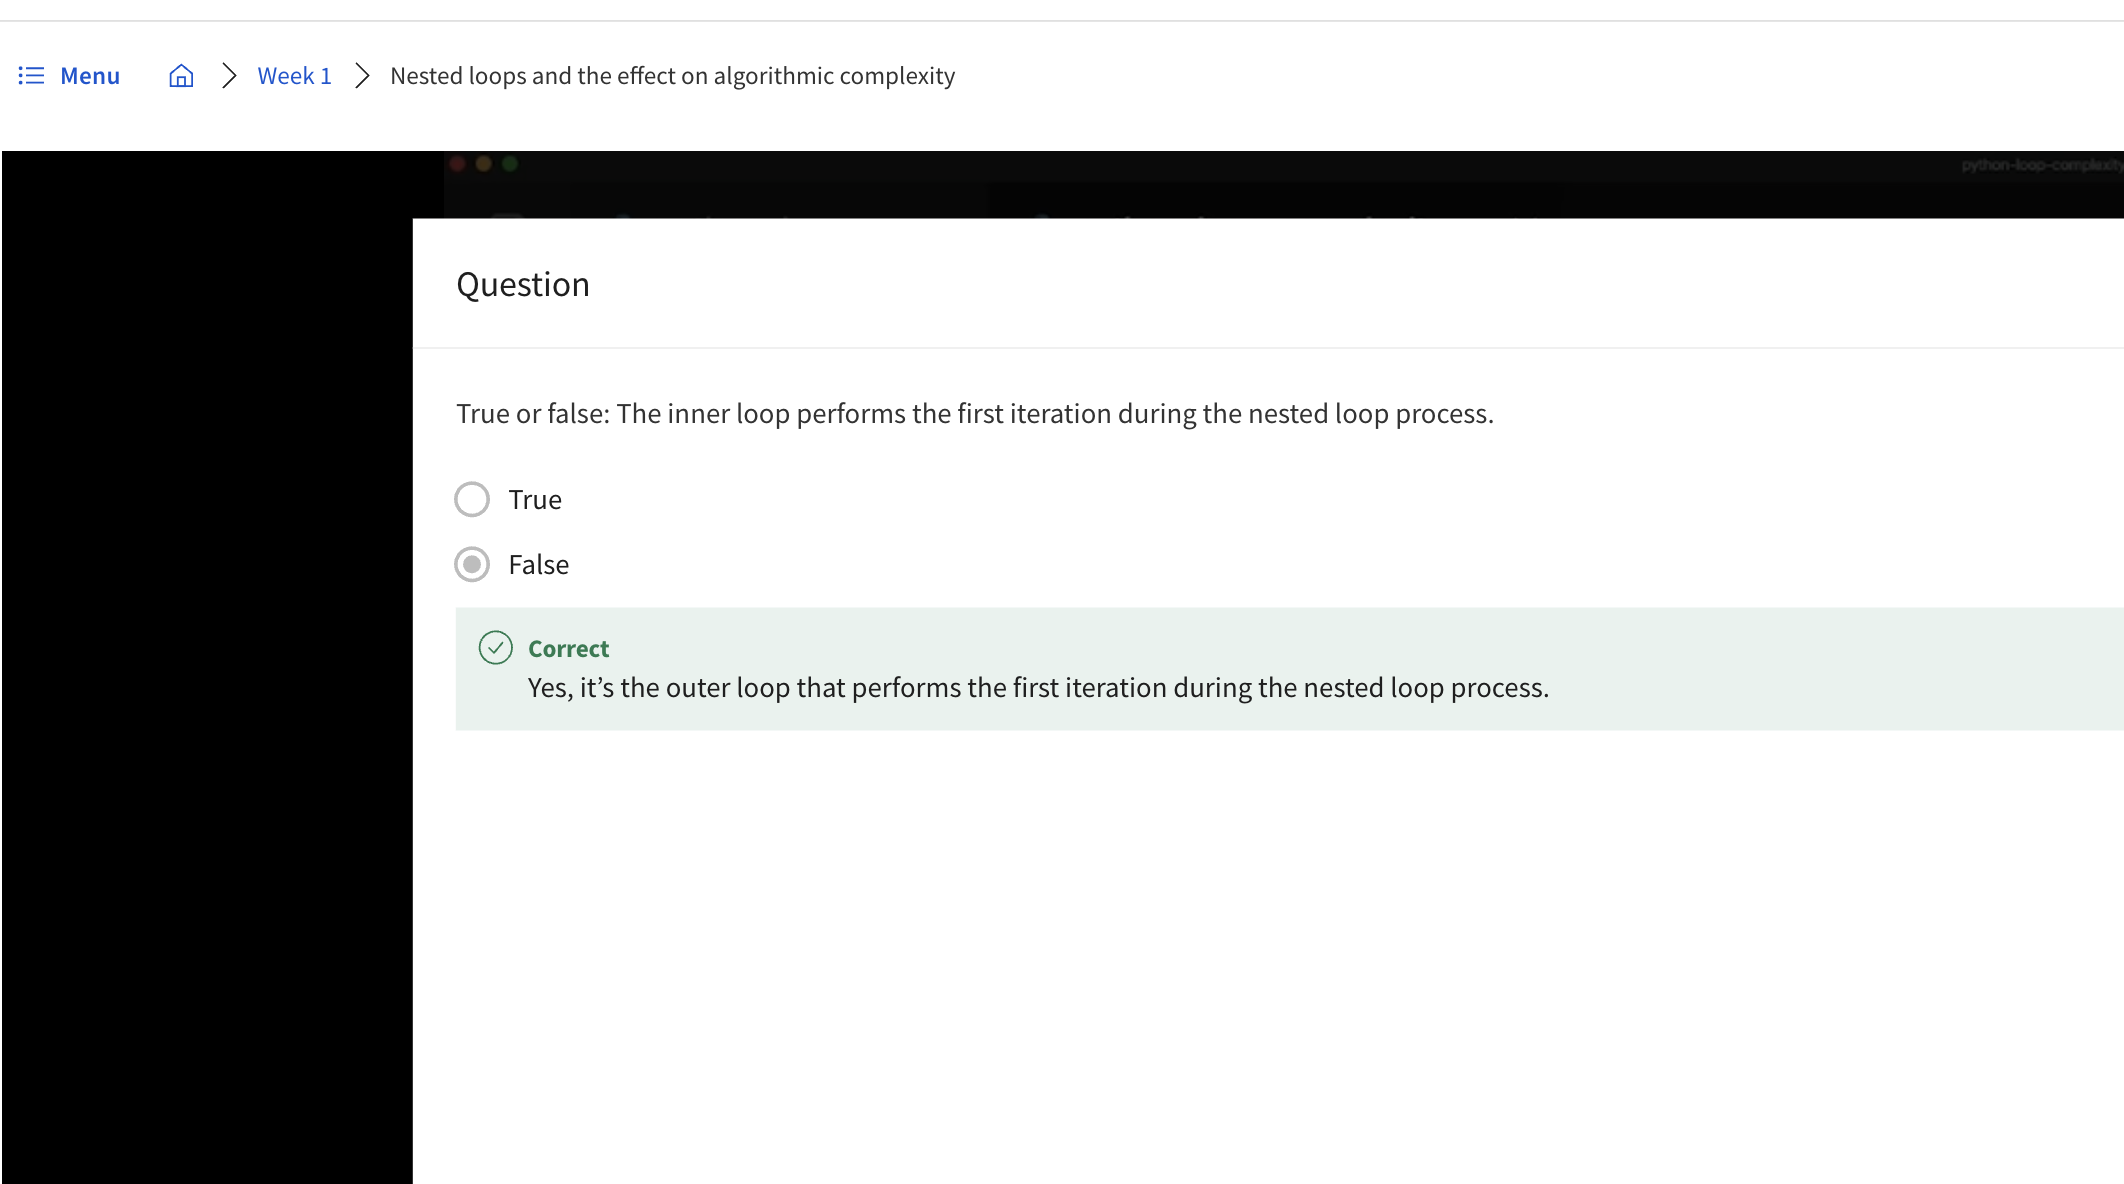 Menu
Week 1
Nested loops and the effect on algorithmic complexity
python-loop-complexity
Question
True or false: The inner loop performs the first iteration during the nested loop process.
True
False
Correct
Yes, it’s the outer loop that performs the first iteration during the nested loop process.